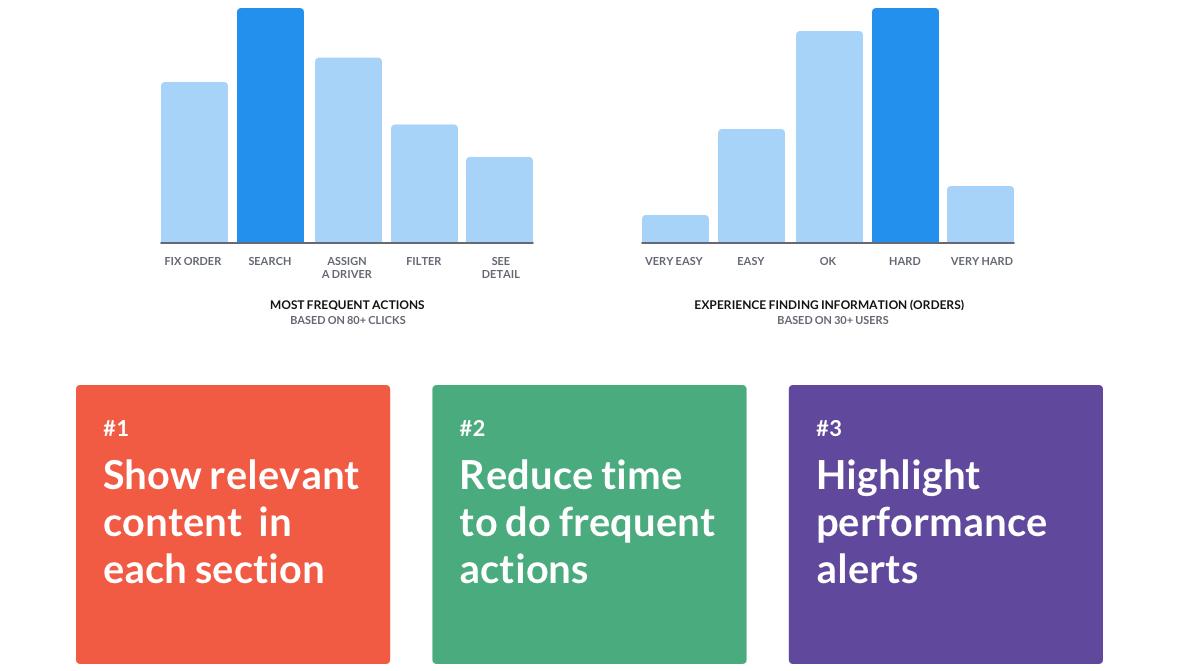 FIX ORDER
SEARCH
ASSIGN
A DRIVER
FILTER
SEE
DETAIL
MOST FREQUENT ACTIONS
BASED ON 80+ CLICKS
VERY EASY
EASY
OK
HARD
VERY HARD
EXPERIENCE FINDING INFORMATION (ORDERS)
BASED ON 30+ USERS
#1
Show relevant
content  in
each section
#2
Reduce time
to do frequent
actions
#3
Highlight
performance
alerts